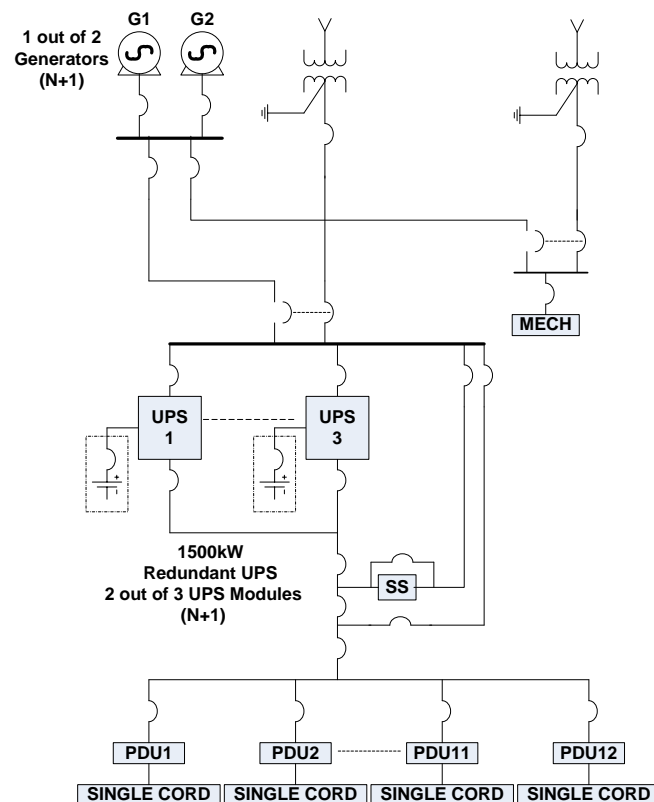 G1
G2
1 out of 2
Generators
(N+1)
MECH
UPS
1
UPS
3
+
+
1500kW
Redundant UPS
2 out of 3 UPS Modules
(N+1)
SS
PDU1
PDU2
PDU11
PDU12
SINGLE CORD
SINGLE CORD
SINGLE CORD
SINGLE CORD